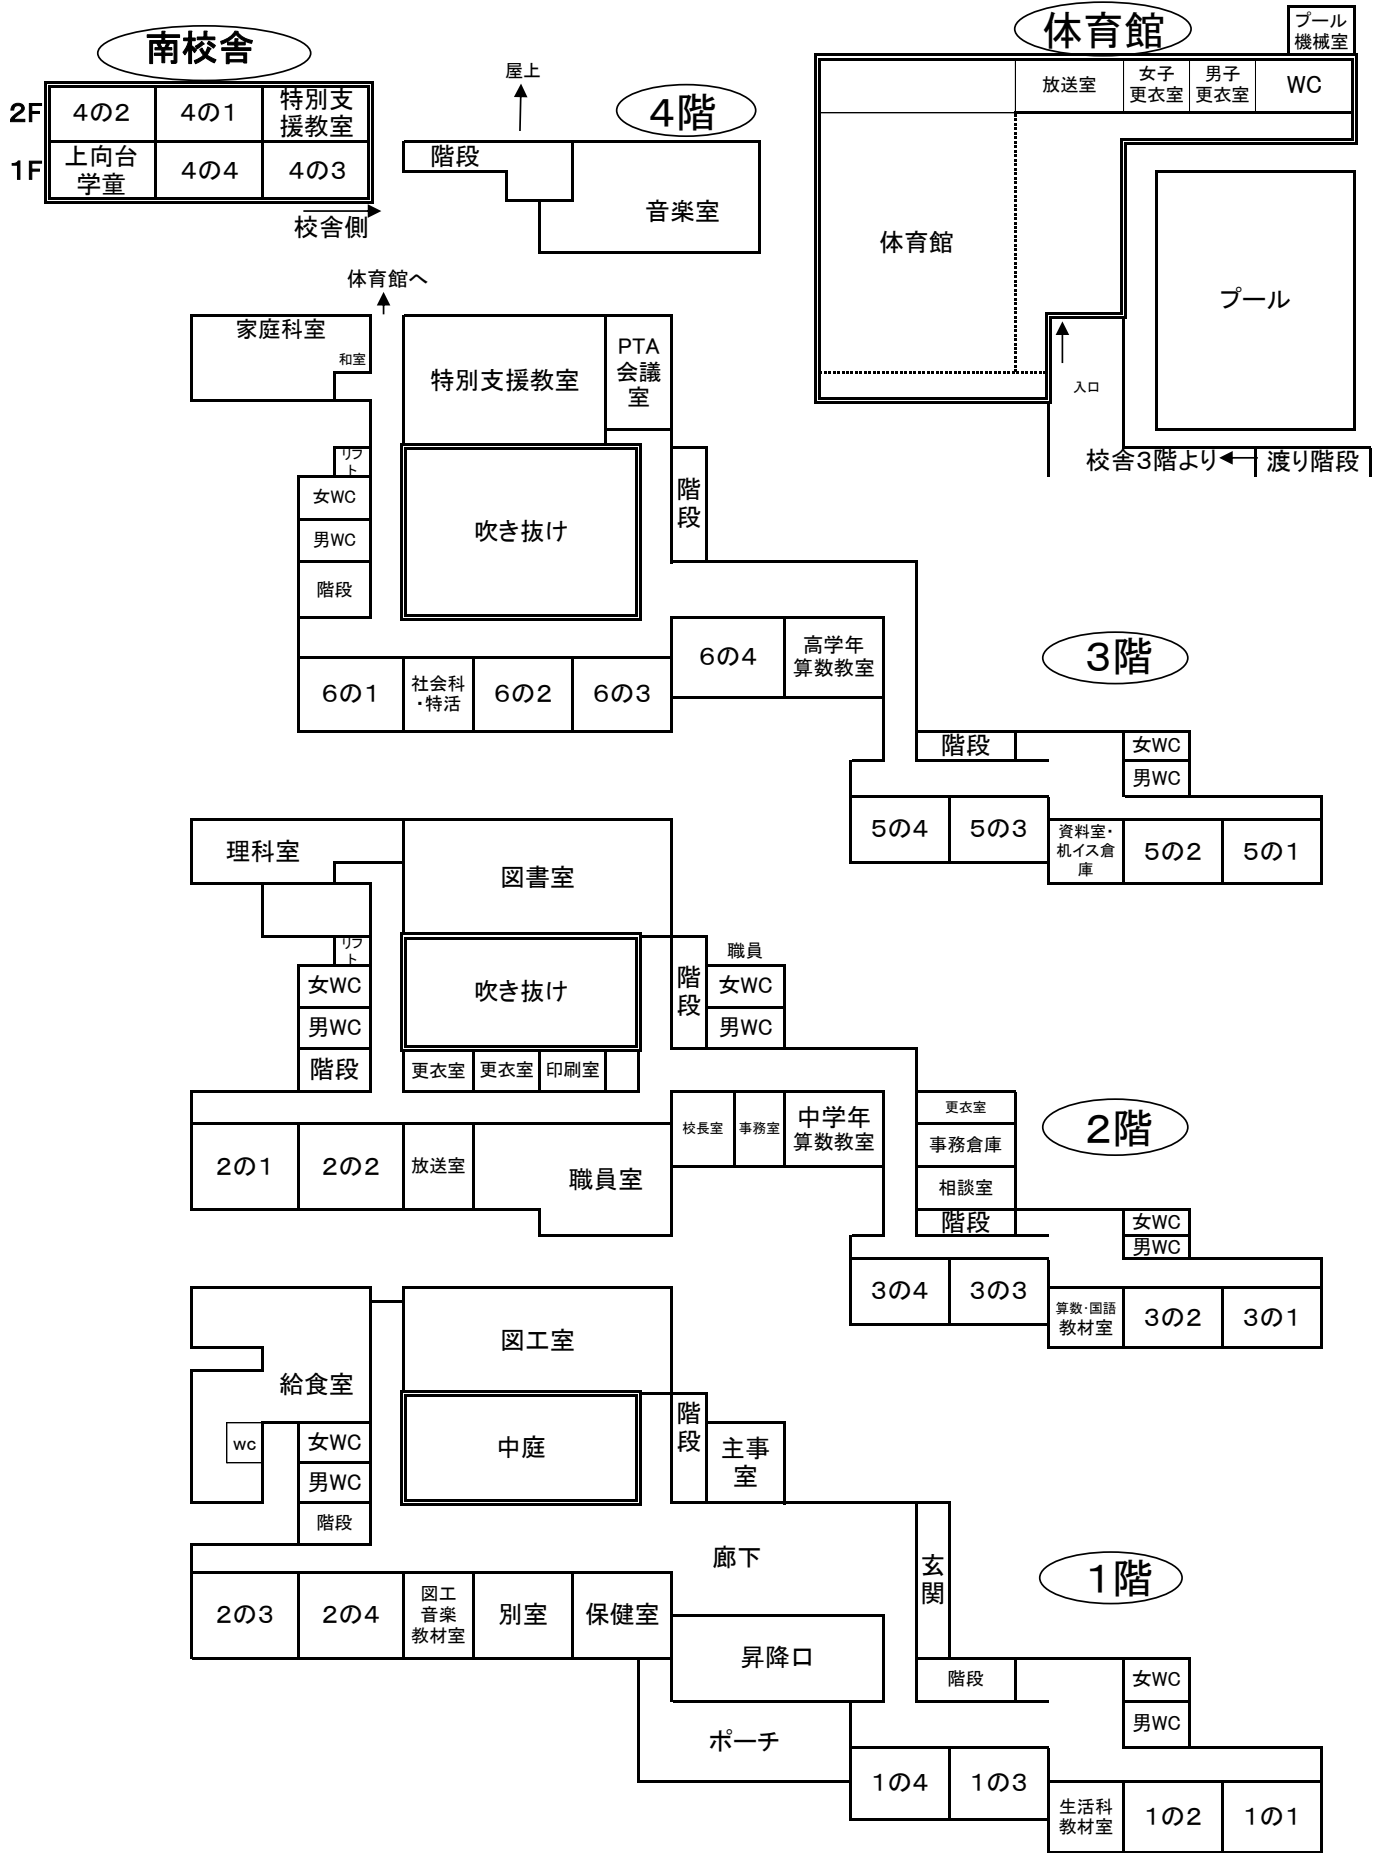 南校舎
2F
4の2
4の1
特別支
援教室
1F
上向台
学童
4の4
4の3
校舎側
屋上
4階
階段
音楽室
体育館
プール
機械室
放送室
女子
更衣室
男子
更衣室
WC
体育館
プール
入口
校舎3階より
渡り階段
体育館へ
家庭科室
和室
特別支援教室
PTA
会議
室
リフ
ト
女WC
男WC
階段
吹き抜け
階
段
3階
6の1
社会科
・特活
6の2
6の3
6の4
高学年
算数教室
階段
女WC
男WC
5の4
5の3
資料室・
机イス倉
庫
5の2
5の1
理科室
図書室
リフ
ト
女WC
男WC
階段
吹き抜け
階
段
職員
女WC
男WC
更衣室
更衣室
印刷室
2階
2の1
2の2
放送室
職員室
校長室
事務室
中学年
算数教室
更衣室
事務倉庫
相談室
階段
女WC
男WC
3の4
3の3
算数・国語
教材室
3の2
3の1
図工室
給食室
WC
女WC
男WC
階段
中庭
階
段
主事
室
廊下
玄
関
1階
2の3
2の4
図工
音楽
教材室
別室
保健室
昇降口
ポーチ
階段
女WC
男WC
1の4
1の3
生活科
教材室
1の2
1の1